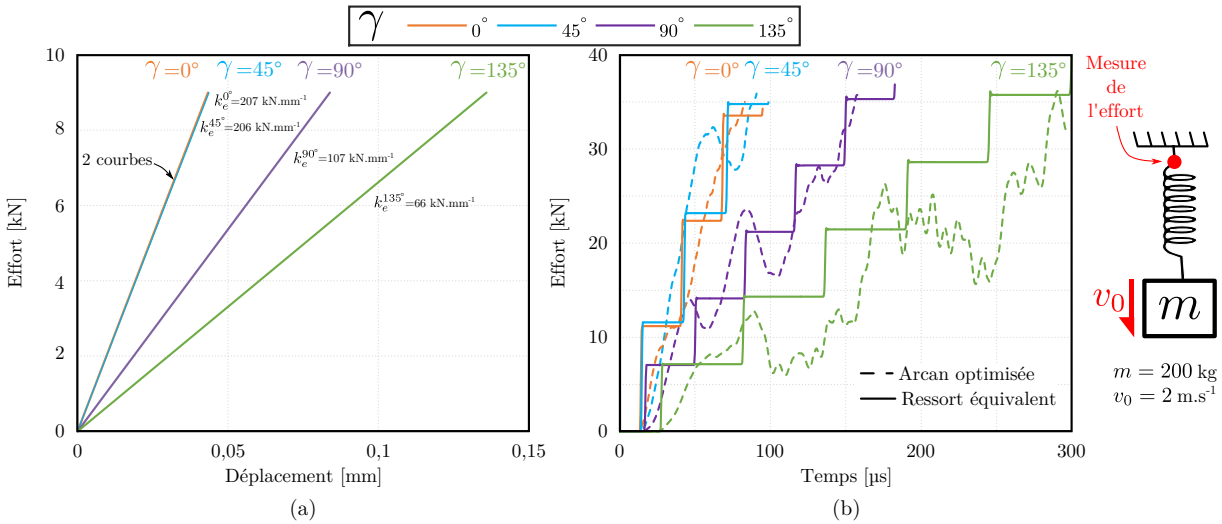 γ 0° 45° 90° 135°
10
8
6
4
2
0
Effort [kN]
γ=0° γ=45° γ=90° γ=135°
k_e^{0°}=207 kN.mm⁻¹
k_e^{45°}=206 kN.mm⁻¹
2 courbes
k_e^{90°}=107 kN.mm⁻¹
k_e^{135°}=66 kN.mm⁻¹
0 0,05 0,1 0,15
Déplacement [mm]
(a)
40
30
20
10
0
Effort [kN]
γ=0° γ=45° γ=90° γ=135°
Arcan optimisée
Ressort équivalent
0 100 200 300
Temps [µs]
(b)
Mesure
de
l'effort
v₀
m
m = 200 kg
v₀ = 2 m.s⁻¹